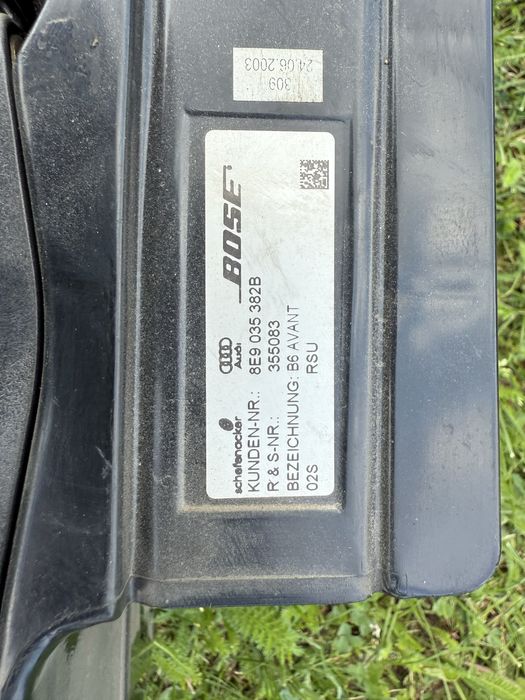 309
24.06.2003
schefenacker Audi BOSE
KUNDEN-NR.: 8E9 035 382B
R & S-NR.: 355083
BEZEICHNUNG: B6 AVANT
02S RSU